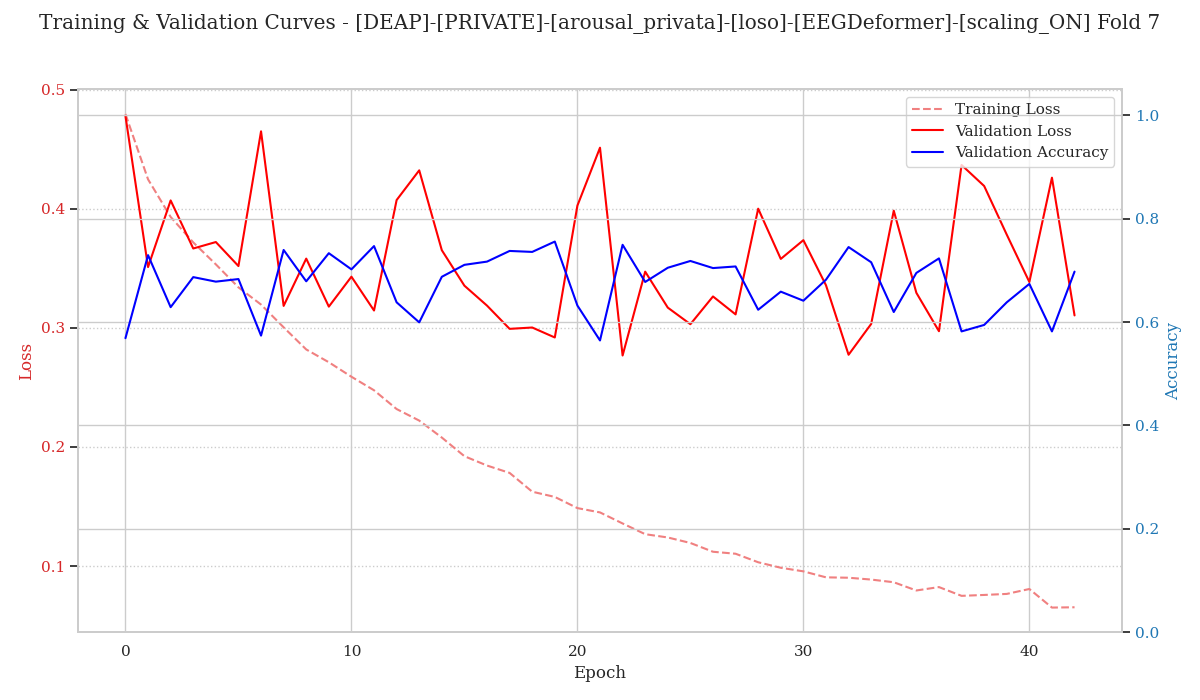 Training & Validation Curves - [DEAP]-[PRIVATE]-[arousal_privata]-[loso]-[EEGDeformer]-[scaling_ON] Fold 7
0.5
0.4
0.3
0.2
0.1
Loss
Training Loss
Validation Loss
Validation Accuracy
1.0
0.8
0.6
0.4
0.2
0.0
Accuracy
0 10 20 30 40
Epoch